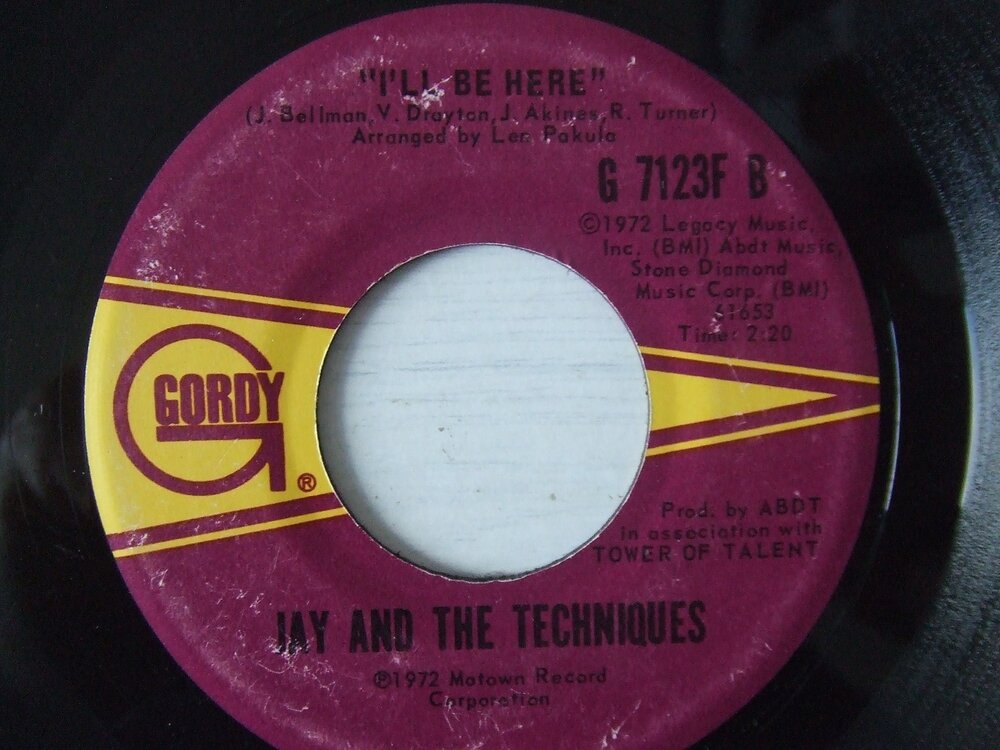 "I'LL BE HERE"
(J. Bellman, V. Drayton, J. Akines, R. Turner)
Arranged by Len Pakula
G 7123F B
©1972 Legacy Music,
Inc. (BMI) Abdt Music,
Stone Diamond
Music Corp. (BMI)
61653
Time: 2:20
GORDY
G
®
Prod. by ABDT
in association with
TOWER OF TALENT
JAY AND THE TECHNIQUES
℗1972 Motown Record
Corporation